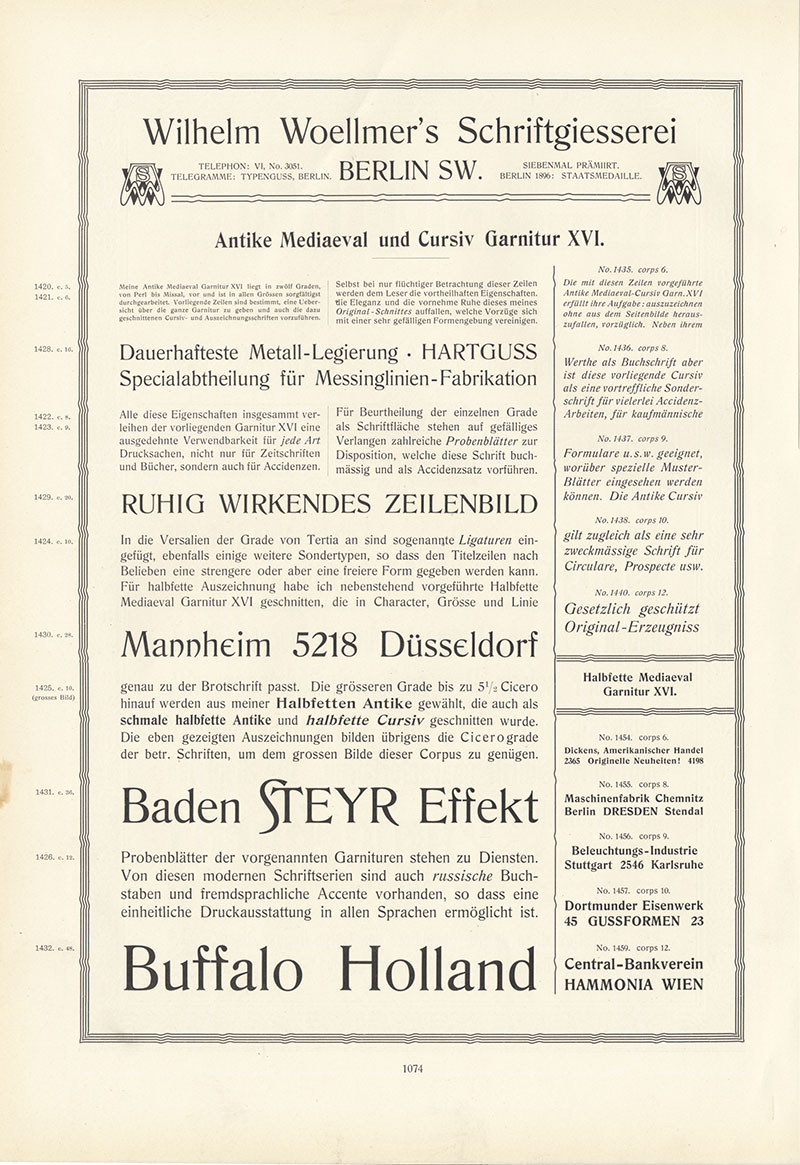 Wilhelm Woellmer's Schriftgiesserei
TELEPHON: VI, No. 3051.
TELEGRAMME: TYPENGUSS, BERLIN.
BERLIN SW.
SIEBENMAL PRÄMIIRT.
BERLIN 1896: STAATSMEDAILLE.
Antike Mediaeval und Cursiv Garnitur XVI.
1420. c. 5.
1421. c. 6.
Meine Antike Mediaeval Garnitur XVI liegt in zwölf Graden,
von Perl bis Missal, vor und ist in allen Grössen sorgfältigst
durchgearbeitet. Vorliegende Zeilen sind bestimmt, eine Ueber-
sicht über die ganze Garnitur zu geben und auch die dazu
geschnittenen Cursiv- und Auszeichnungsschriften vorzuführen.
Selbst bei nur flüchtiger Betrachtung dieser Zeilen
werden dem Leser die vortheilhaften Eigenschaften,
die Eleganz und die vornehme Ruhe dieses meines
Original-Schnittes auffallen, welche Vorzüge sich
mit einer sehr gefälligen Formengebung vereinigen.
1428. c. 16.
Dauerhafteste Metall-Legierung · HARTGUSS
Specialabtheilung für Messinglinien-Fabrikation
1422. c. 8.
1423. c. 9.
Alle diese Eigenschaften insgesammt ver-
leihen der vorliegenden Garnitur XVI eine
ausgedehnte Verwendbarkeit für jede Art
Drucksachen, nicht nur für Zeitschriften
und Bücher, sondern auch für Accidenzen.
Für Beurtheilung der einzelnen Grade
als Schriftfläche stehen auf gefälliges
Verlangen zahlreiche Probenblätter zur
Disposition, welche diese Schrift buch-
mässig und als Accidenzsatz vorführen.
1429. c. 20.
RUHIG WIRKENDES ZEILENBILD
1424. c. 10.
In die Versalien der Grade von Tertia an sind sogenannte Ligaturen ein-
gefügt, ebenfalls einige weitere Sondertypen, so dass den Titelzeilen nach
Belieben eine strengere oder aber eine freiere Form gegeben werden kann.
Für halbfette Auszeichnung habe ich nebenstehend vorgeführte Halbfette
Mediaeval Garnitur XVI geschnitten, die in Character, Grösse und Linie
1430. c. 28.
Mannheim 5218 Düsseldorf
1425. c. 10.
(grosses Bild)
genau zu der Brotschrift passt. Die grösseren Grade bis zu 5 1/2 Cicero
hinauf werden aus meiner Halbfetten Antike gewählt, die auch als
schmale halbfette Antike und halbfette Cursiv geschnitten wurde.
Die eben gezeigten Auszeichnungen bilden übrigens die Cicerograde
der betr. Schriften, um dem grossen Bilde dieser Corpus zu genügen.
1431. c. 36.
Baden STEYR Effekt
1426. c. 12.
Probenblätter der vorgenannten Garnituren stehen zu Diensten.
Von diesen modernen Schriftserien sind auch russische Buch-
staben und fremdsprachliche Accente vorhanden, so dass eine
einheitliche Druckausstattung in allen Sprachen ermöglicht ist.
1432. c. 48.
Buffalo Holland
No. 1435. corps 6.
Die mit diesen Zeilen vorgeführte
Antike Mediaeval-Cursiv Garn. XVI
erfüllt ihre Aufgabe: auszuzeichnen
ohne aus dem Seitenbilde heraus-
zufallen, vorzüglich. Neben ihrem
No. 1436. corps 8.
Werthe als Buchschrift aber
ist diese vorliegende Cursiv
als eine vortreffliche Sonder-
schrift für vielerlei Accidenz-
Arbeiten, für kaufmännische
No. 1437. corps 9.
Formulare u.s.w. geeignet,
worüber spezielle Muster-
Blätter eingesehen werden
können. Die Antike Cursiv
No. 1438. corps 10.
gilt zugleich als eine sehr
zweckmässige Schrift für
Circulare, Prospecte usw.
No. 1440. corps 12.
Gesetzlich geschützt
Original-Erzeugniss
Halbfette Mediaeval
Garnitur XVI.
No. 1454. corps 6.
Dickens, Amerikanischer Handel
2365 Originelle Neuheiten! 4198
No. 1455. corps 8.
Maschinenfabrik Chemnitz
Berlin DRESDEN Stendal
No. 1456. corps 9.
Beleuchtungs-Industrie
Stuttgart 2546 Karlsruhe
No. 1457. corps 10.
Dortmunder Eisenwerk
45 GUSSFORMEN 23
No. 1459. corps 12.
Central-Bankverein
HAMMONIA WIEN
1074